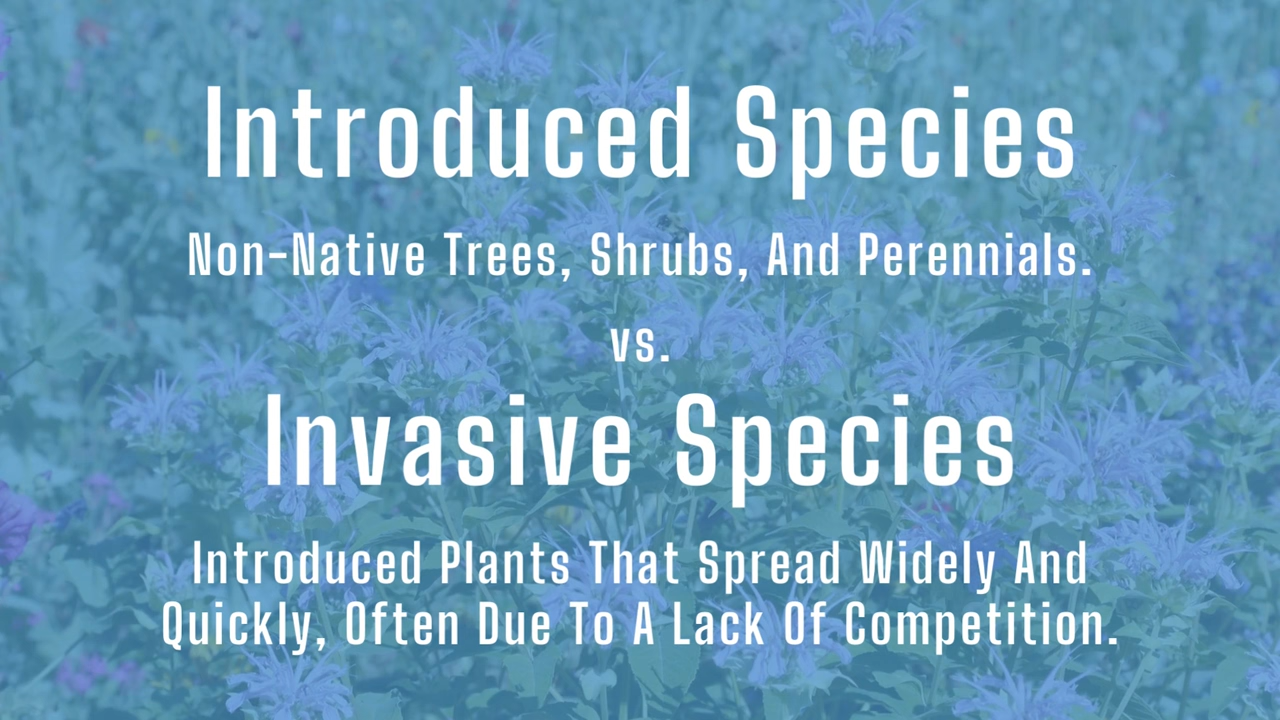 Introduced Species
Non-Native Trees, Shrubs, And Perennials.
vs.
Invasive Species
Introduced Plants That Spread Widely And
Quickly, Often Due To A Lack Of Competition.